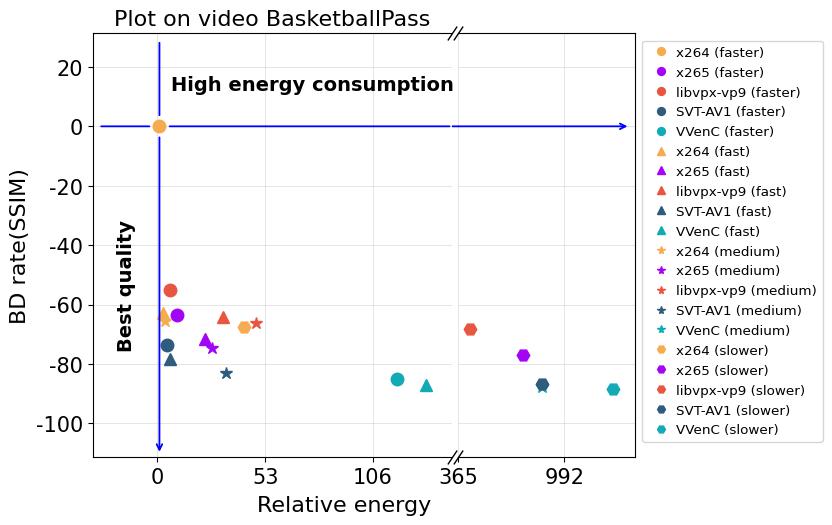 Plot on video BasketballPass
High energy consumption
Best quality
BD rate(SSIM)
20
0
-20
-40
-60
-80
-100
0
53
106
365
992
Relative energy
x264 (faster)
x265 (faster)
libvpx-vp9 (faster)
SVT-AV1 (faster)
VVenC (faster)
x264 (fast)
x265 (fast)
libvpx-vp9 (fast)
SVT-AV1 (fast)
VVenC (fast)
x264 (medium)
x265 (medium)
libvpx-vp9 (medium)
SVT-AV1 (medium)
VVenC (medium)
x264 (slower)
x265 (slower)
libvpx-vp9 (slower)
SVT-AV1 (slower)
VVenC (slower)